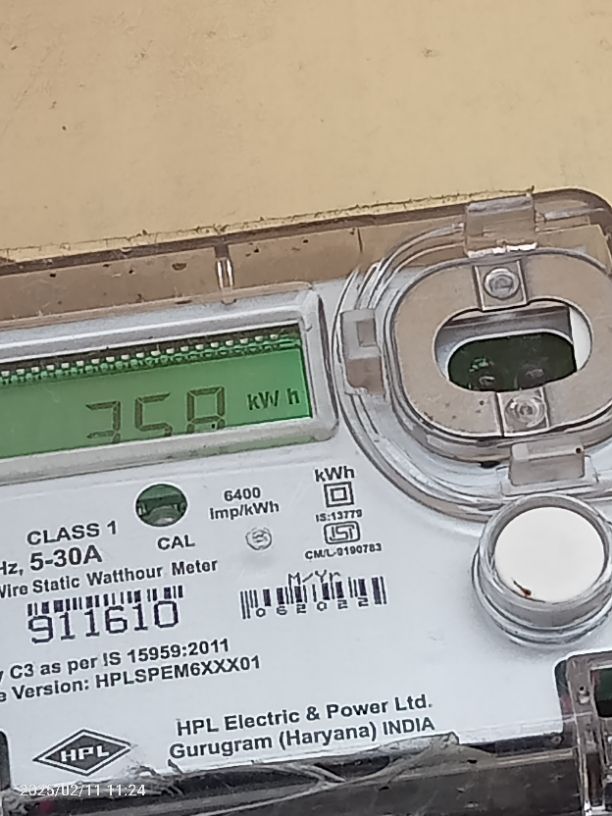 358 kWh
kWh
6400
Imp/kWh
IS:13779
CLASS 1
CAL
CM/L-0190783
Hz, 5-30A
Wire Static Watthour Meter
M/Yr
062022
911610
C3 as per IS 15959:2011
Version: HPLSPEM6XXX01
HPL Electric & Power Ltd.
Gurugram (Haryana) INDIA
HPL
2025/02/11 11:24